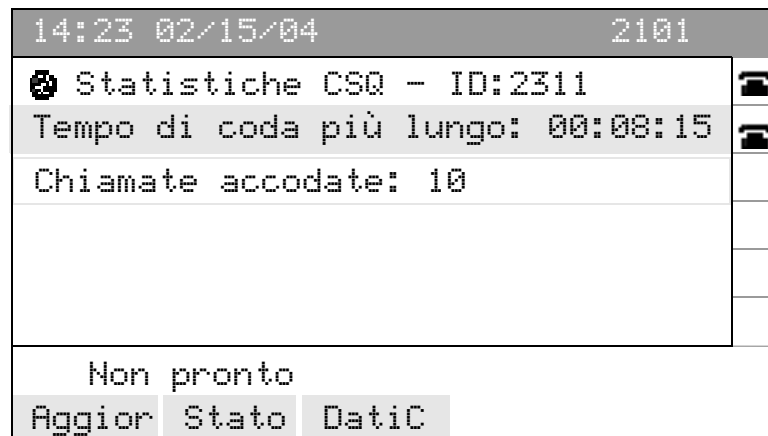 14:23 02/15/04 2101
Statistiche CSQ - ID:2311
Tempo di coda più lungo: 00:08:15
Chiamate accodate: 10
Non pronto
Aggior Stato DatiC